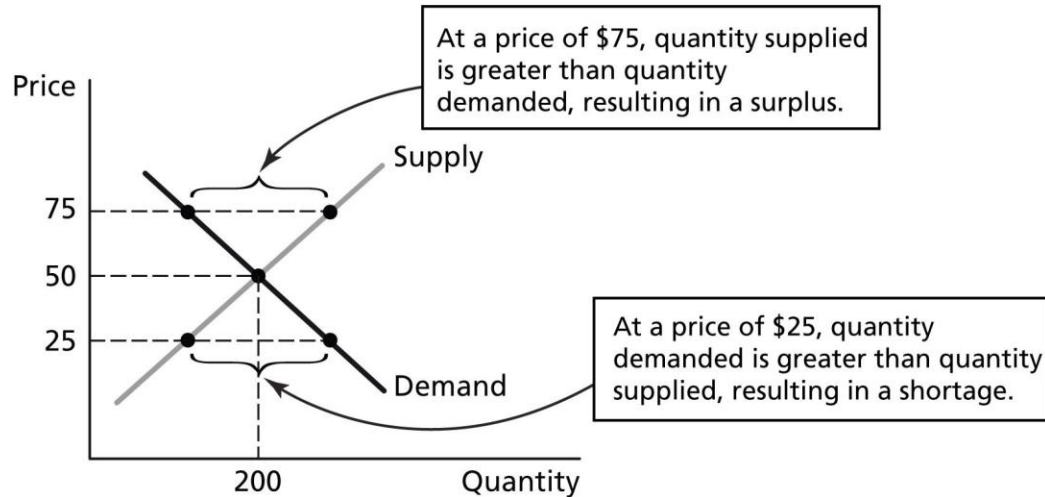 At a price of $75, quantity supplied
is greater than quantity
demanded, resulting in a surplus.
Price
Supply
75
50
25
At a price of $25, quantity
demanded is greater than quantity
supplied, resulting in a shortage.
Demand
200
Quantity